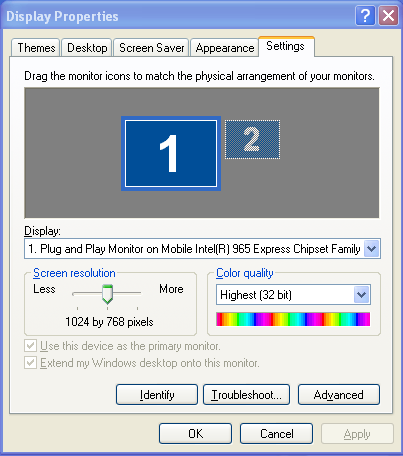 Display Properties
Themes Desktop Screen Saver Appearance Settings
Drag the monitor icons to match the physical arrangement of your monitors.
1 2
Display:
1. Plug and Play Monitor on Mobile Intel(R) 965 Express Chipset Family
Screen resolution Color quality
Less More Highest (32 bit)
1024 by 768 pixels
Use this device as the primary monitor.
Extend my Windows desktop onto this monitor.
Identify Troubleshoot... Advanced
OK Cancel Apply